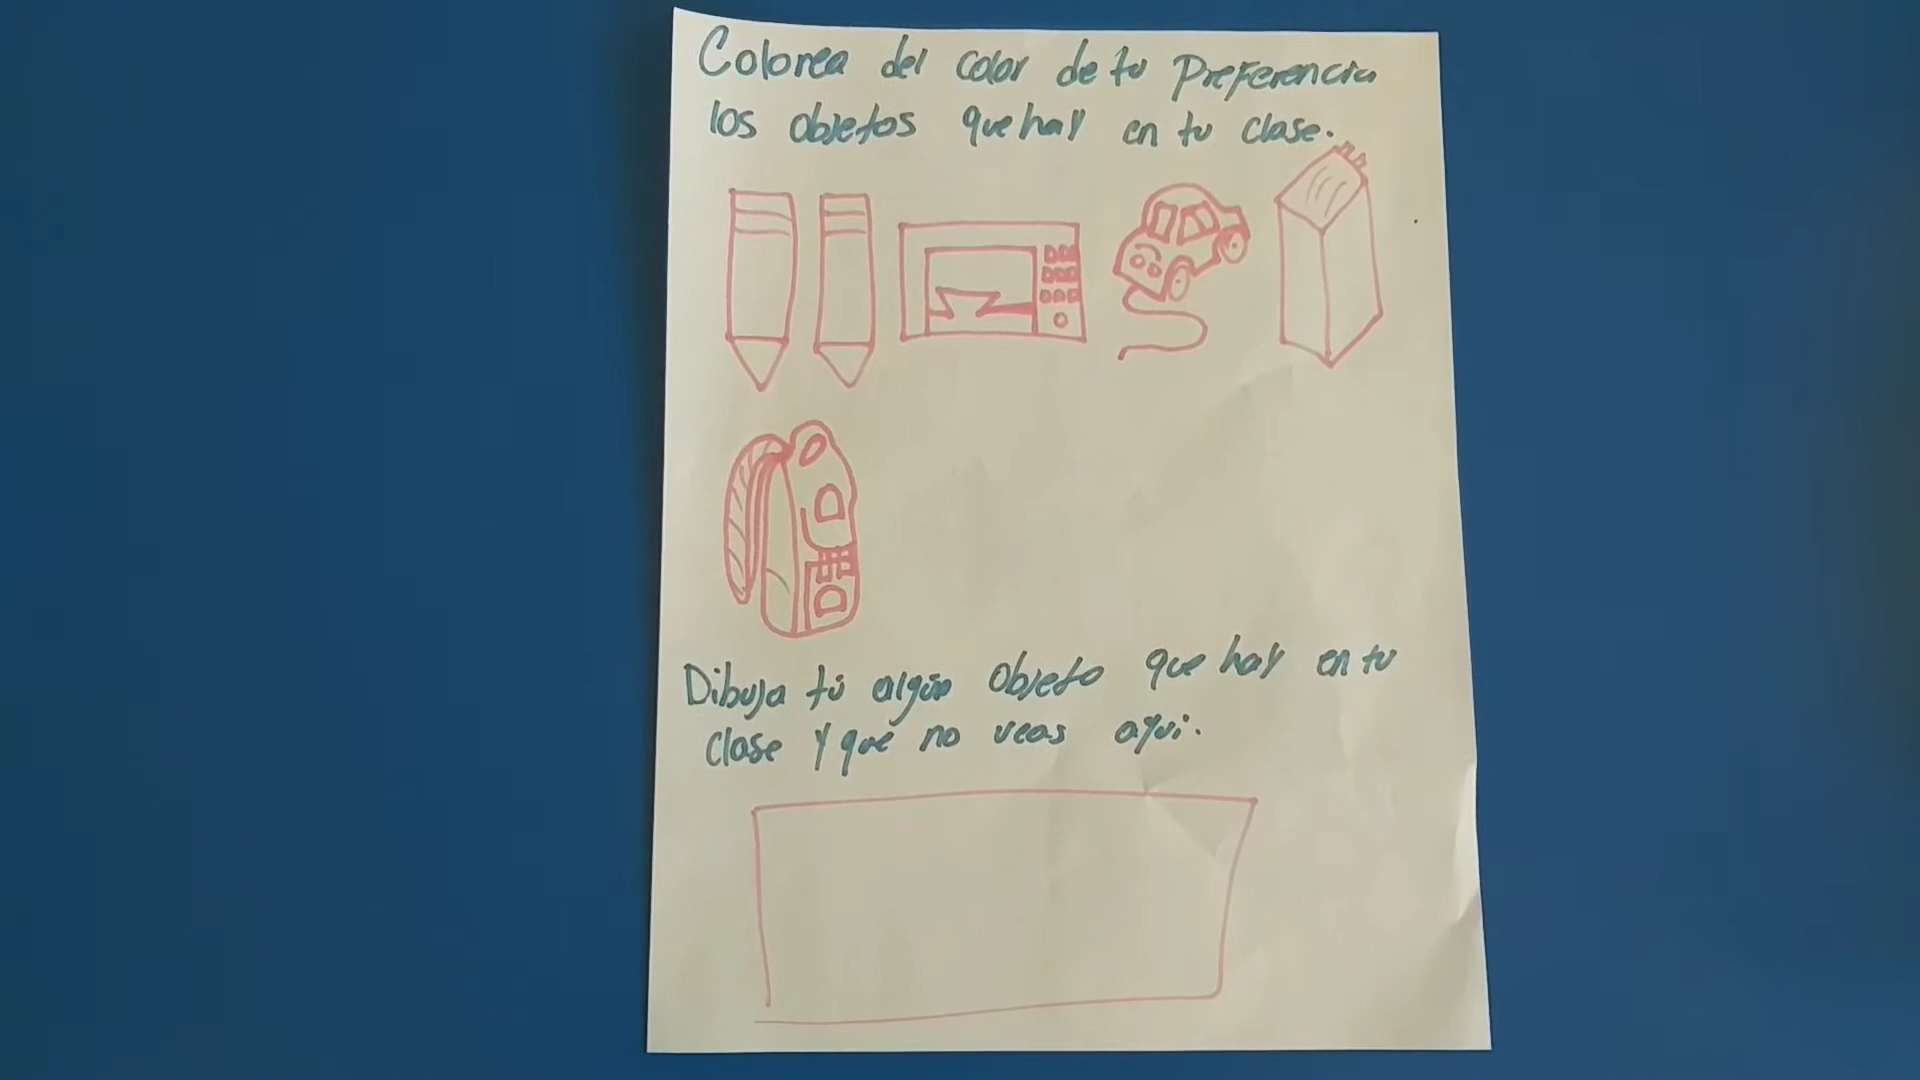 Colorea del color de tu Preferencia
los objetos que hay en tu clase.
Dibuja tú algún objeto que hay en tu
clase y que no veas aqui.